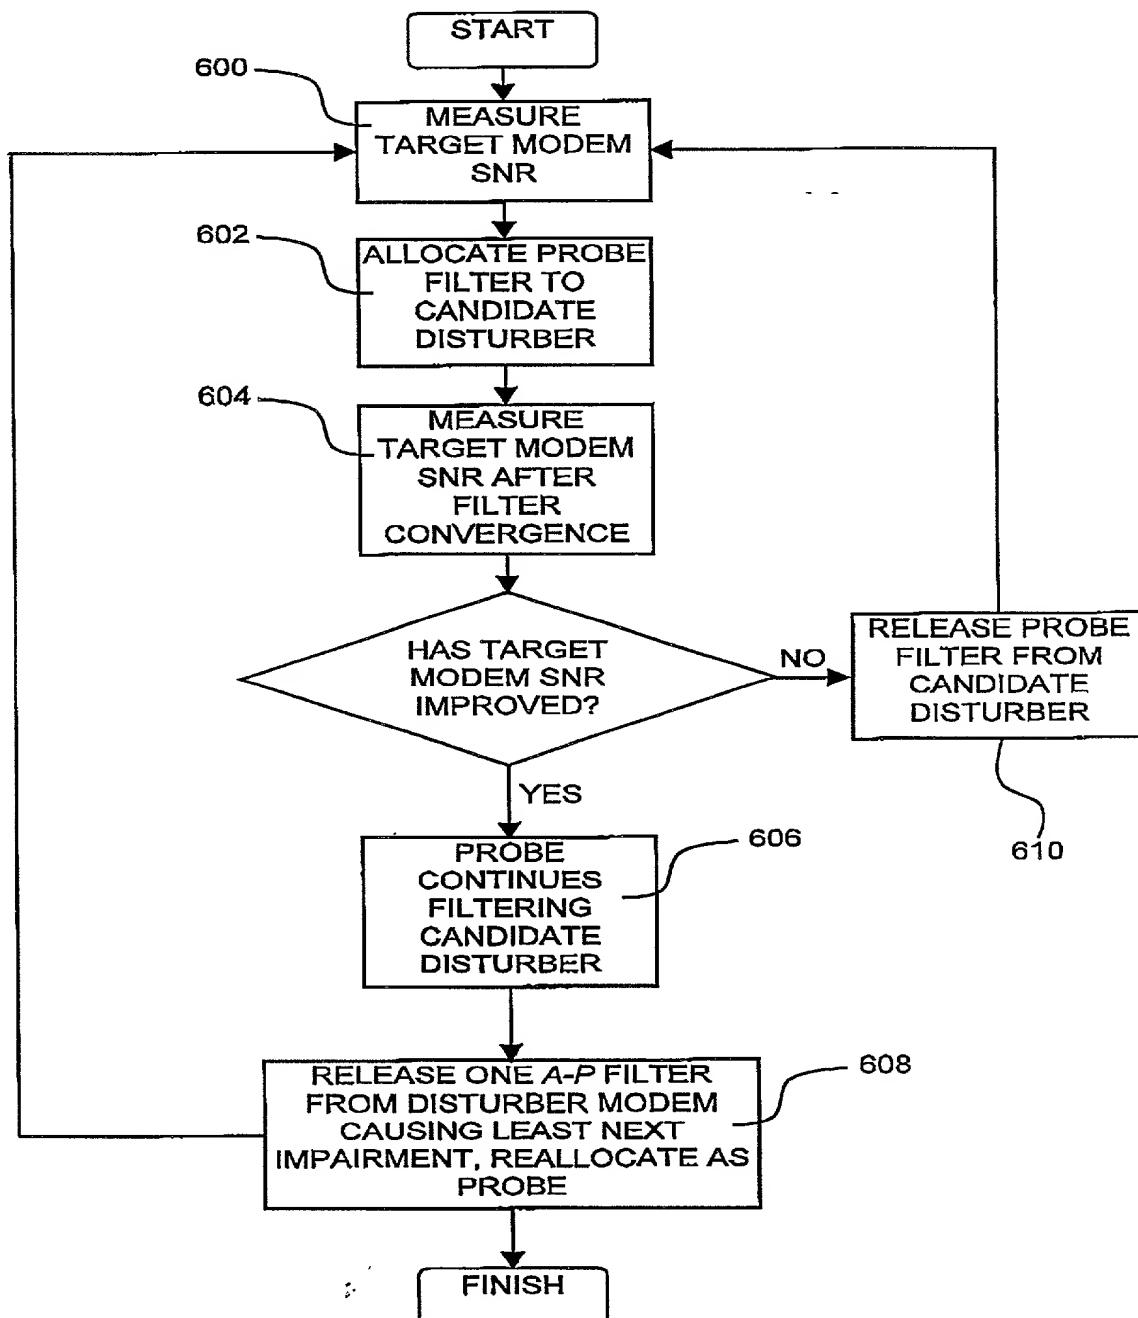 START
600
MEASURE
TARGET MODEM
SNR
602
ALLOCATE PROBE
FILTER TO
CANDIDATE
DISTURBER
604
MEASURE
TARGET MODEM
SNR AFTER
FILTER
CONVERGENCE
HAS TARGET
MODEM SNR
IMPROVED?
NO
RELEASE PROBE
FILTER FROM
CANDIDATE
DISTURBER
610
YES
606
PROBE
CONTINUES
FILTERING
CANDIDATE
DISTURBER
608
RELEASE ONE A-P FILTER
FROM DISTURBER MODEM
CAUSING LEAST NEXT
IMPAIRMENT, REALLOCATE AS
PROBE
FINISH